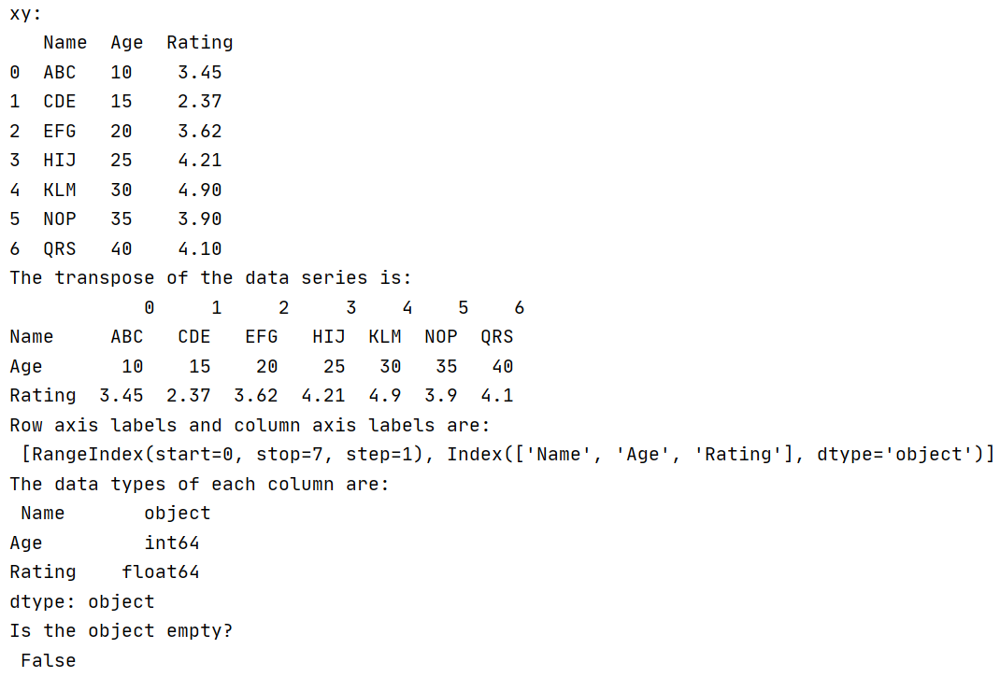 xy:
   Name  Age  Rating
0  ABC   10    3.45
1  CDE   15    2.37
2  EFG   20    3.62
3  HIJ   25    4.21
4  KLM   30    4.90
5  NOP   35    3.90
6  QRS   40    4.10
The transpose of the data series is:
            0     1     2     3    4    5    6
Name     ABC   CDE   EFG   HIJ  KLM  NOP  QRS
Age       10    15    20    25   30   35   40
Rating  3.45  2.37  3.62  4.21  4.9  3.9  4.1
Row axis labels and column axis labels are:
 [RangeIndex(start=0, stop=7, step=1), Index(['Name', 'Age', 'Rating'], dtype='object')]
The data types of each column are:
 Name       object
Age         int64
Rating    float64
dtype: object
Is the object empty?
 False